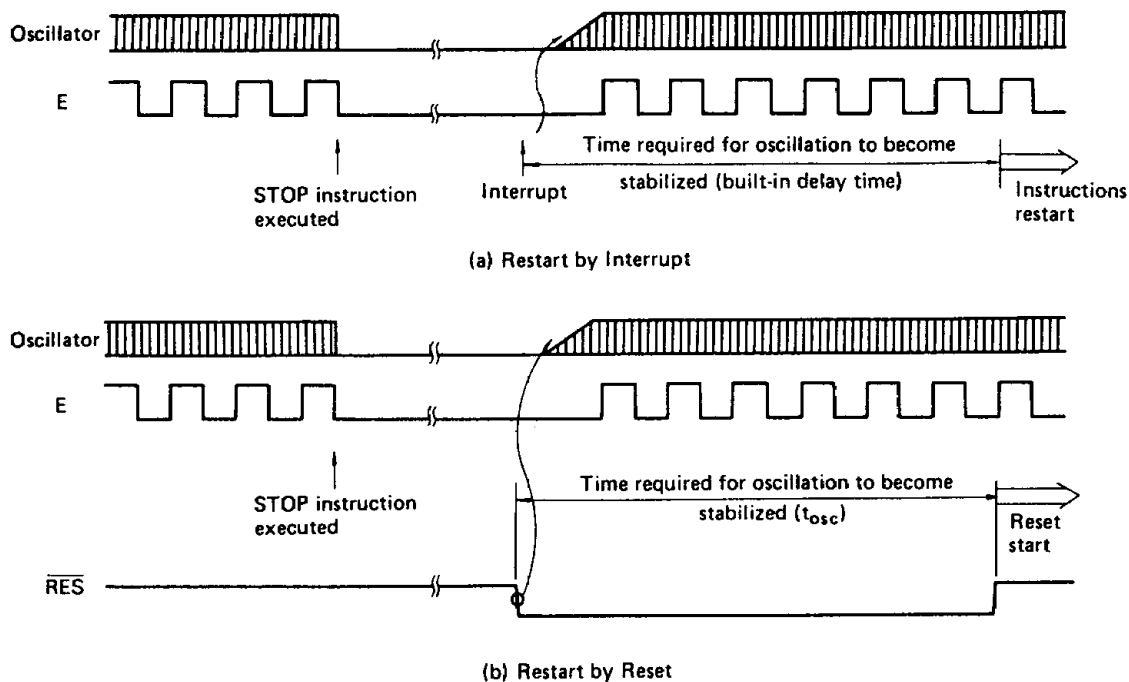 Oscillator
E
Time required for oscillation to become
stabilized (built-in delay time)
STOP instruction
executed
Interrupt
Instructions
restart
(a) Restart by Interrupt
Oscillator
E
STOP instruction
executed
Time required for oscillation to become
stabilized (tosc)
Reset
start
RES
(b) Restart by Reset